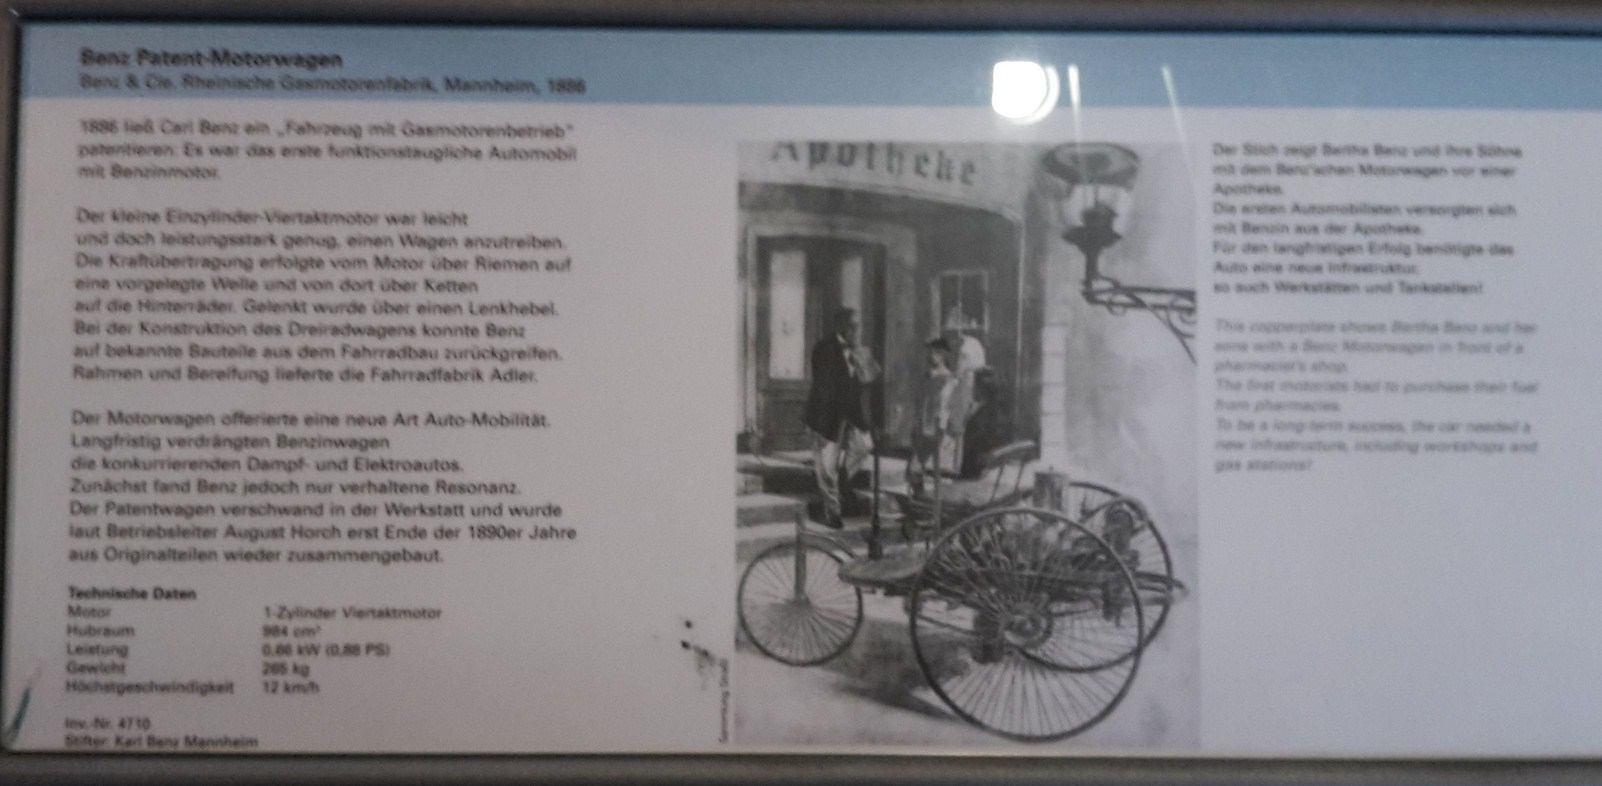 Benz Patent-Motorwagen
Benz & Cie. Rheinische Gasmotorenfabrik, Mannheim, 1886
1886 ließ Carl Benz ein „Fahrzeug mit Gasmotorenbetrieb“
patentieren. Es war das erste funktionstaugliche Automobil
mit Benzinmotor.
Der kleine Einzylinder-Viertaktmotor war leicht
und doch leistungsstark genug, einen Wagen anzutreiben.
Die Kraftübertragung erfolgte vom Motor über Riemen auf
eine vorgelegte Welle und von dort über Ketten
auf die Hinterräder. Gelenkt wurde über einen Lenkhebel.
Bei der Konstruktion des Dreiradwagens konnte Benz
auf bekannte Bauteile aus dem Fahrradbau zurückgreifen.
Rahmen und Bereifung lieferte die Fahrradfabrik Adler.
Der Motorwagen offerierte eine neue Art Auto-Mobilität.
Langfristig verdrängten Benzinwagen
die konkurrierenden Dampf- und Elektroautos.
Zunächst fand Benz jedoch nur verhaltene Resonanz.
Der Patentwagen verschwand in der Werkstatt und wurde
laut Betriebsleiter August Horch erst Ende der 1890er Jahre
aus Originalteilen wieder zusammengebaut.
Technische Daten
Motor 1-Zylinder Viertaktmotor
Hubraum 984 cm³
Leistung 0,66 kW (0,88 PS)
Gewicht 265 kg
Höchstgeschwindigkeit 12 km/h
Inv.-Nr. 4710
Stifter: Karl Benz Mannheim
Apotheke
Der Stich zeigt Bertha Benz und ihre Söhne
mit dem Benz'schen Motorwagen vor einer
Apotheke.
Die ersten Automobilisten versorgten sich
mit Benzin aus der Apotheke.
Für den langfristigen Erfolg benötigte das
Auto eine neue Infrastruktur,
so auch Werkstätten und Tankstellen!
This copperplate shows Bertha Benz and her
sons with a Benz Motorwagen in front of a
pharmacist's shop.
The first motorists had to purchase their fuel
from pharmacies.
To be a long-term success, the car needed a
new infrastructure, including workshops and
gas stations!